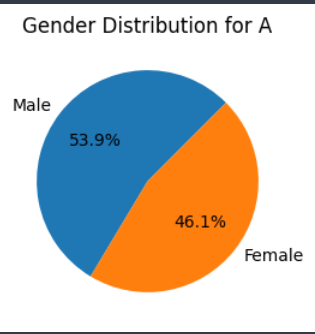 Gender Distribution for A
Male
53.9%
46.1%
Female